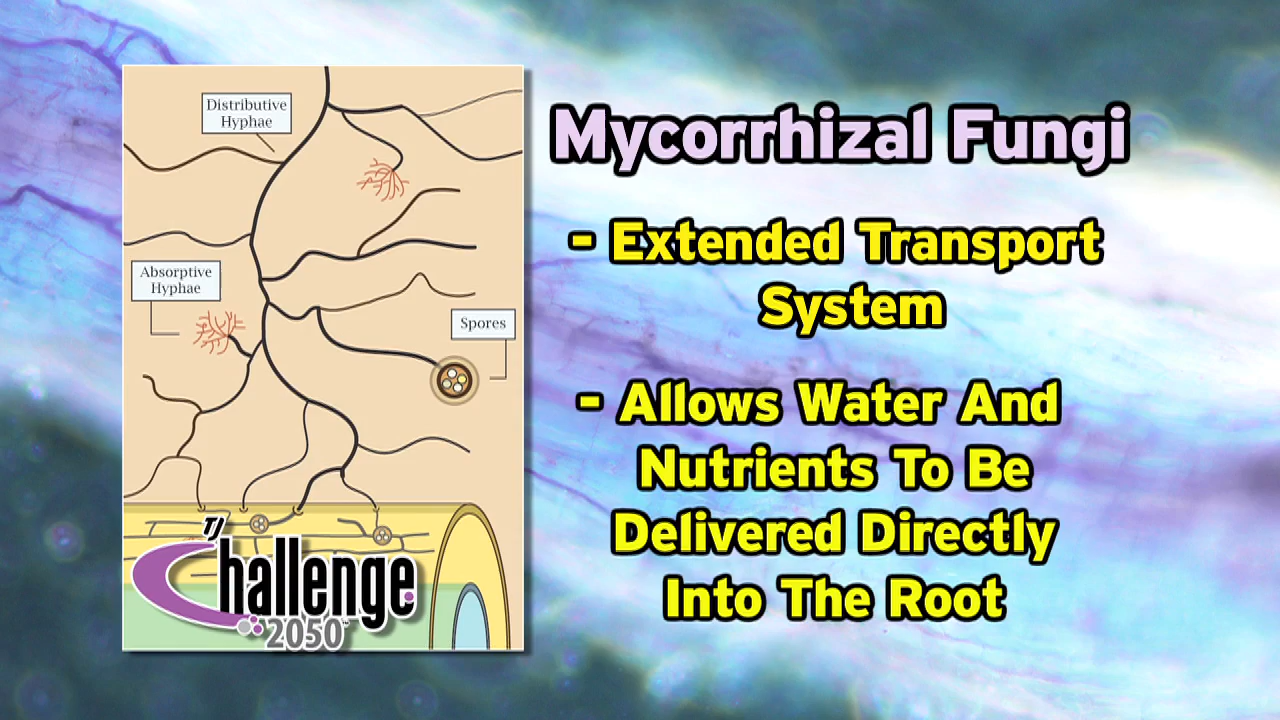 Mycorrhizal Fungi
- Extended Transport
System
- Allows Water And
Nutrients To Be
Delivered Directly
Into The Root
Distributive
Hyphae
Absorptive
Hyphae
Spores
TJ
Challenge
2050™